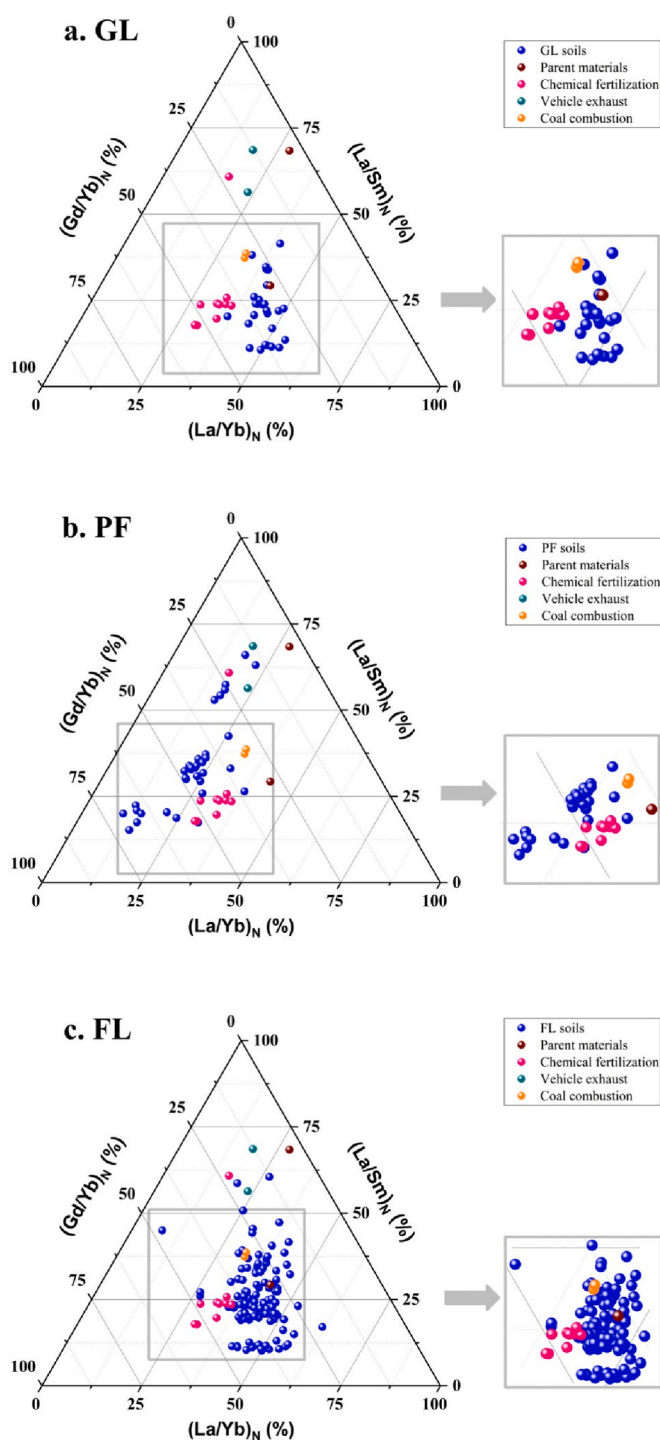 a. GL
0
100
25
75
50
50
75
25
100
0
0
25
50
75
100
(Gd/Yb)N (%)
(La/Sm)N (%)
(La/Yb)N (%)
GL soils
Parent materials
Chemical fertilization
Vehicle exhaust
Coal combustion
b. PF
0
100
25
75
50
50
75
25
100
0
0
25
50
75
100
(Gd/Yb)N (%)
(La/Sm)N (%)
(La/Yb)N (%)
PF soils
Parent materials
Chemical fertilization
Vehicle exhaust
Coal combustion
c. FL
0
100
25
75
50
50
75
25
100
0
0
25
50
75
100
(Gd/Yb)N (%)
(La/Sm)N (%)
(La/Yb)N (%)
FL soils
Parent materials
Chemical fertilization
Vehicle exhaust
Coal combustion